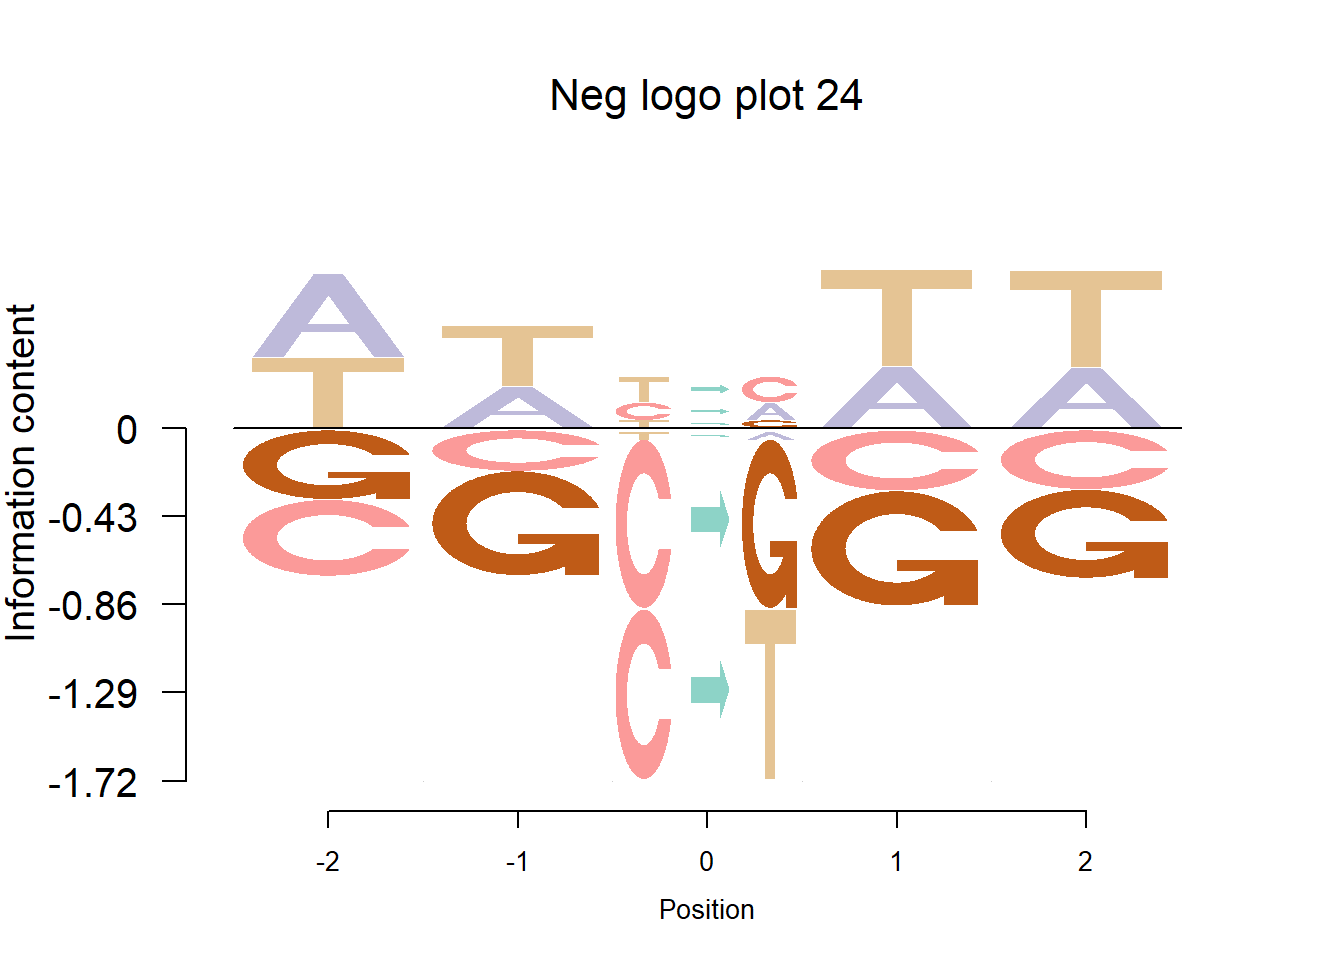 Neg logo plot 24
Information content
0
-0.43
-0.86
-1.29
-1.72
A T T T T
T A T C A A
C A
T G
T A
G C C C C
C G C G G G
C T
-2 -1 0 1 2
Position